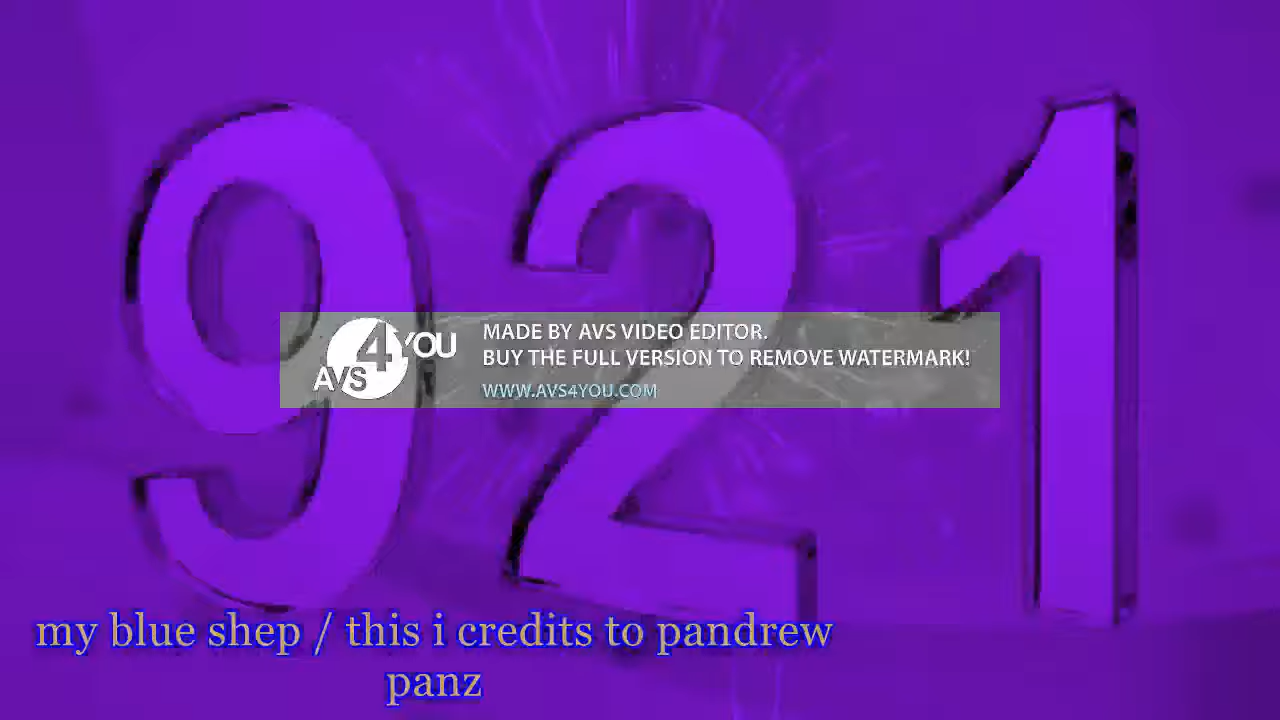 921
AVS4YOU
MADE BY AVS VIDEO EDITOR.
BUY THE FULL VERSION TO REMOVE WATERMARK!
WWW.AVS4YOU.COM
my blue shep / this i credits to pandrew
panz